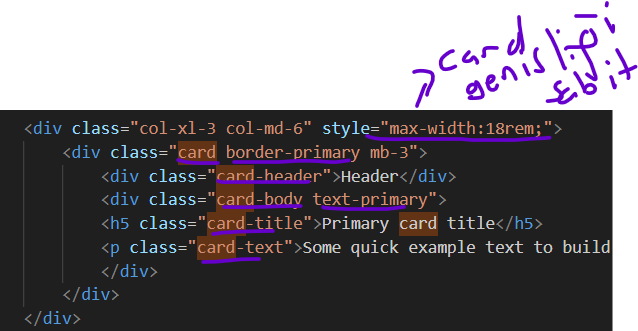 card
genişliği
sabit
<div class="col-xl-3 col-md-6" style="max-width:18rem;">
<div class="card border-primary mb-3">
<div class="card-header">Header</div>
<div class="card-body text-primary">
<h5 class="card-title">Primary card title</h5>
<p class="card-text">Some quick example text to build
</div>
</div>
</div>